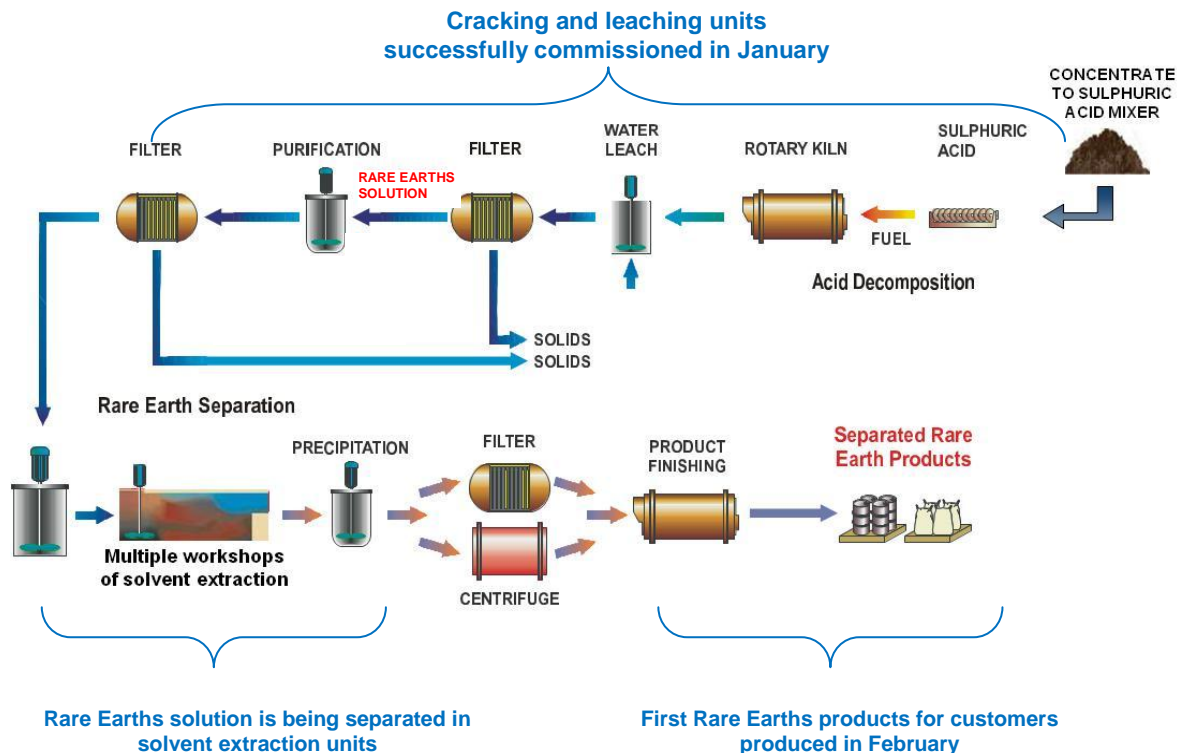 Cracking and leaching units
successfully commissioned in January
CONCENTRATE
TO SULPHURIC
ACID MIXER
FILTER
PURIFICATION
FILTER
WATER
LEACH
ROTARY KILN
SULPHURIC
ACID
RARE EARTHS
SOLUTION
FUEL
Acid Decomposition
SOLIDS
SOLIDS
Rare Earth Separation
PRECIPITATION
FILTER
PRODUCT
FINISHING
Separated Rare
Earth Products
Multiple workshops
of solvent extraction
CENTRIFUGE
Rare Earths solution is being separated in
solvent extraction units
First Rare Earths products for customers
produced in February